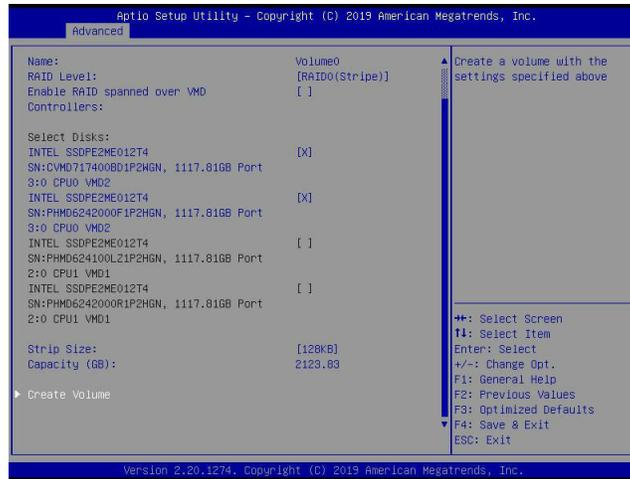 Aptio Setup Utility – Copyright (C) 2019 American Megatrends, Inc.
Advanced
Name: Volume0
RAID Level: [RAID0(Stripe)]
Enable RAID spanned over VMD [ ]
Controllers:
Select Disks:
INTEL SSDPE2ME012T4 [X]
SN:CVMD717400BD1P2WGN, 1117.81GB Port
3:0 CPU0 VMD2
INTEL SSDPE2ME012T4 [X]
SN:PHMD6242000F1P2HGN, 1117.81GB Port
3:0 CPU0 VMD2
INTEL SSDPE2ME012T4 [ ]
SN:PHMD624100LZ1P2HGN, 1117.81GB Port
2:0 CPU1 VMD1
INTEL SSDPE2ME012T4 [ ]
SN:PHMD6242000R1P2HGN, 1117.81GB Port
2:0 CPU1 VMD1
Strip Size: [128KB]
Capacity (GB): 2123.83
▶ Create Volume
Create a volume with the
settings specified above
→←: Select Screen
↑↓: Select Item
Enter: Select
+/-: Change Opt.
F1: General Help
F2: Previous Values
F3: Optimized Defaults
F4: Save & Exit
ESC: Exit
Version 2.20.1274. Copyright (C) 2019 American Megatrends, Inc.